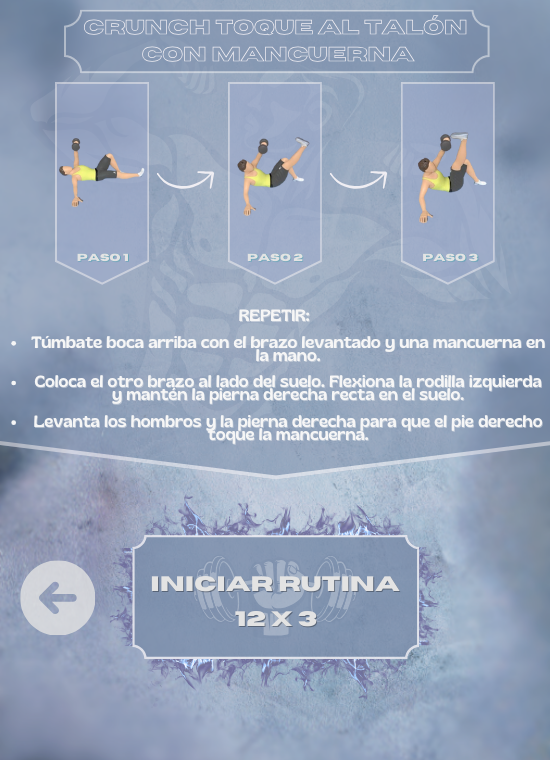 CRUNCH TOQUE AL TALÓN
CON MANCUERNA
PASO 1
PASO 2
PASO 3
REPETIR:
• Túmbate boca arriba con el brazo levantado y una mancuerna en
la mano.
• Coloca el otro brazo al lado del suelo. Flexiona la rodilla izquierda
y mantén la pierna derecha recta en el suelo.
• Levanta los hombros y la pierna derecha para que el pie derecho
toque la mancuerna.
INICIAR RUTINA
12 X 3